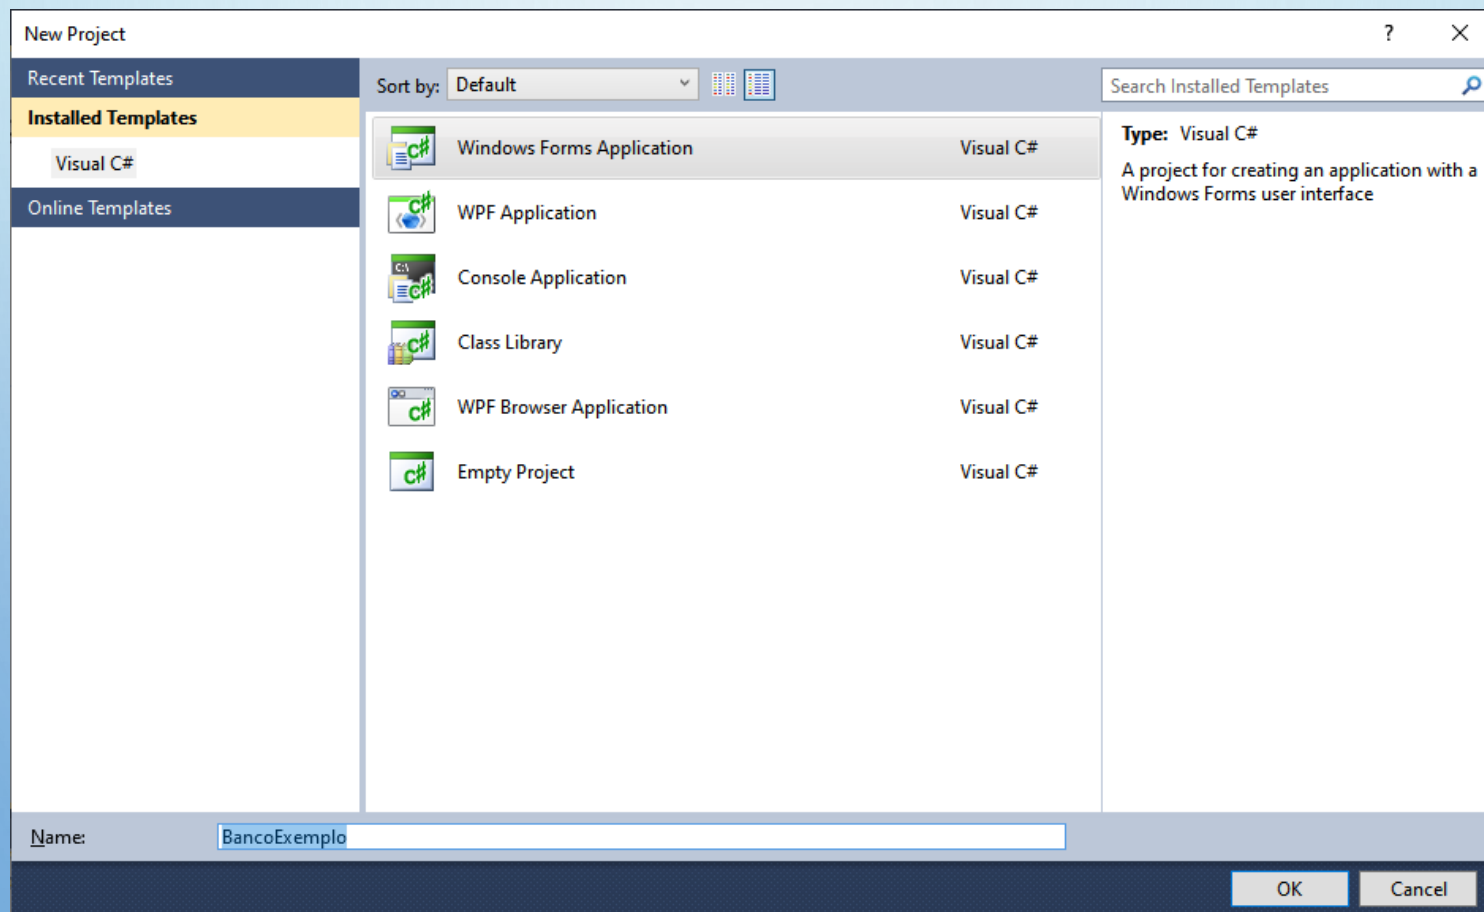 New Project
?
Recent Templates
Installed Templates
Visual C#
Online Templates
Sort by: Default
Search Installed Templates
Windows Forms Application Visual C#
WPF Application Visual C#
Console Application Visual C#
Class Library Visual C#
WPF Browser Application Visual C#
Empty Project Visual C#
Type: Visual C#
A project for creating an application with a
Windows Forms user interface
Name: BancoExemplo
OK Cancel